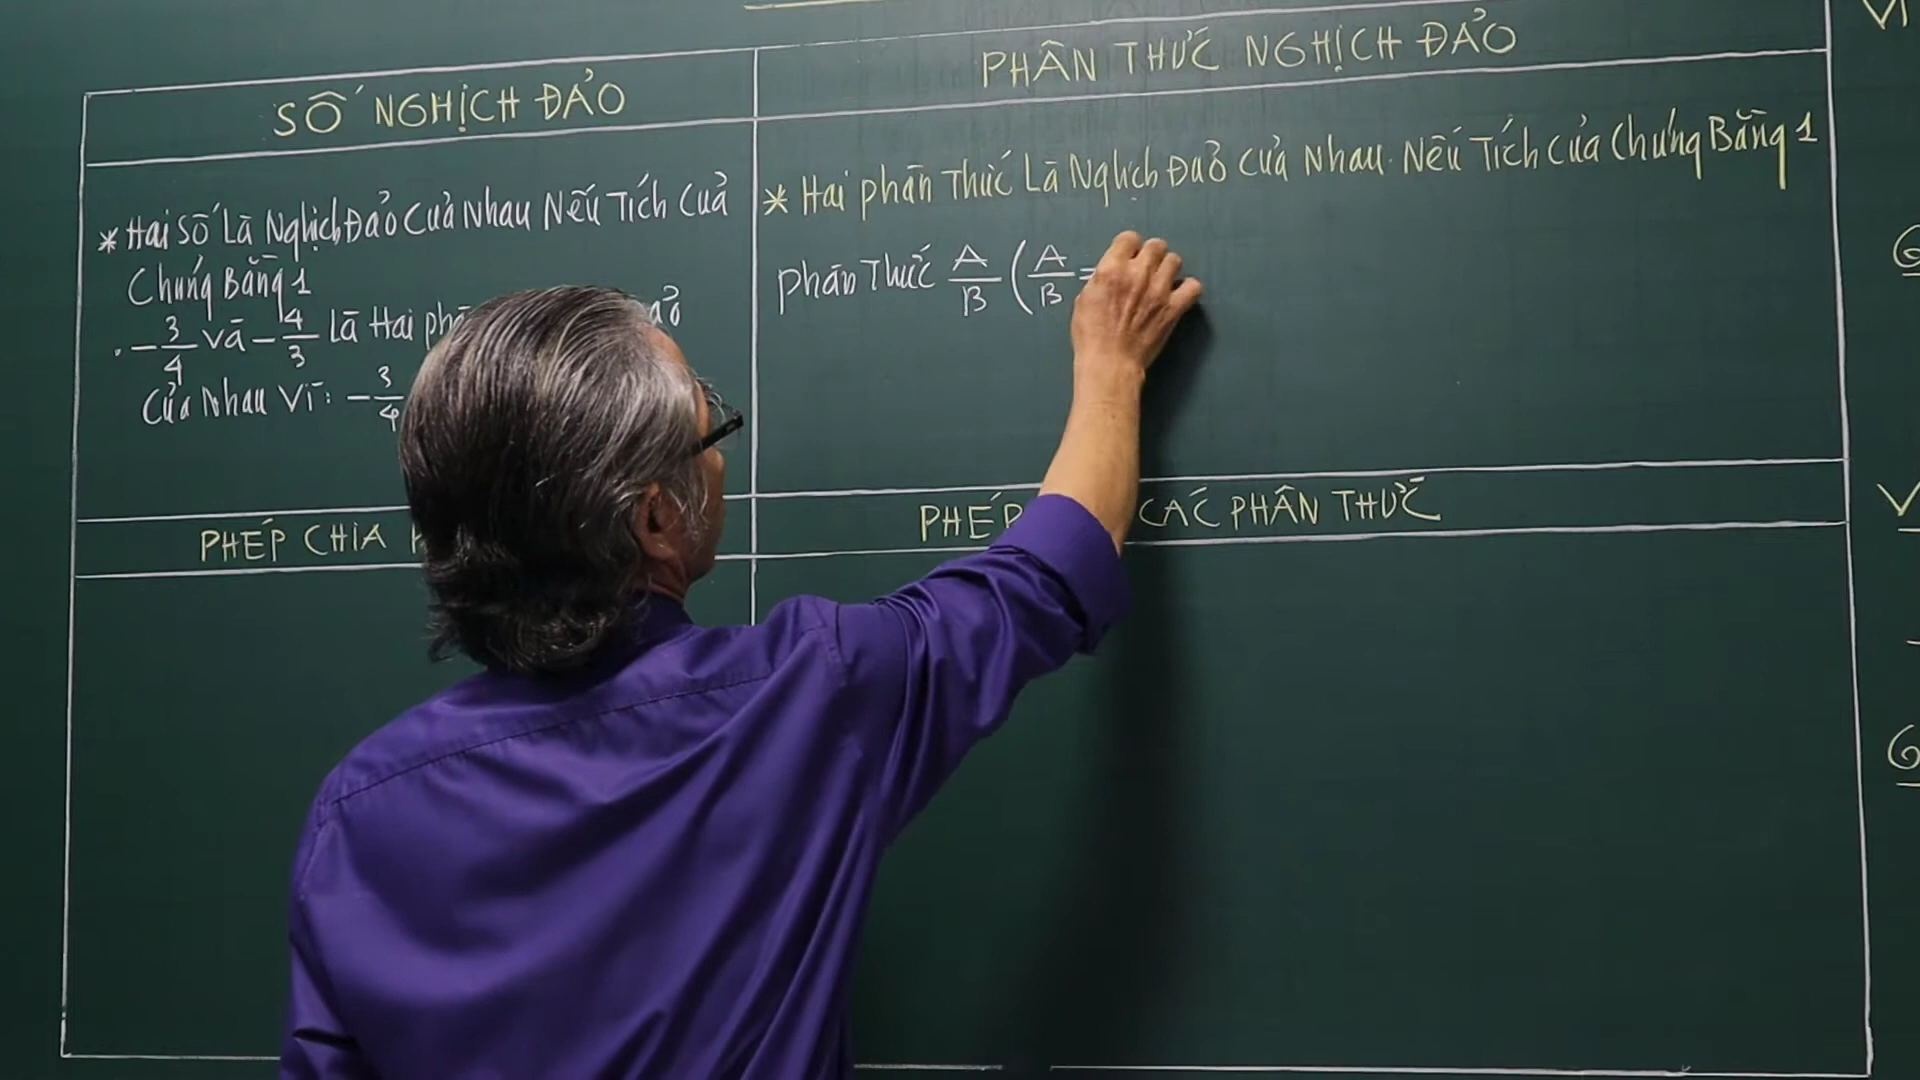 SỐ NGHỊCH ĐẢO
* Hai Số Là Nghịch Đảo Của Nhau Nếu Tích Của
Chúng Bằng 1
. - 3/4 và - 4/3 Là Hai
Của Nhau Vì: - 3/4
PHÂN THỨC NGHỊCH ĐẢO
* Hai phân Thức Là Nghịch Đảo Của Nhau. Nếu Tích Của Chúng Bằng 1
phân Thức A/B (A/B =
PHÉP CHIA
PHÉP CÁC PHÂN THỨC